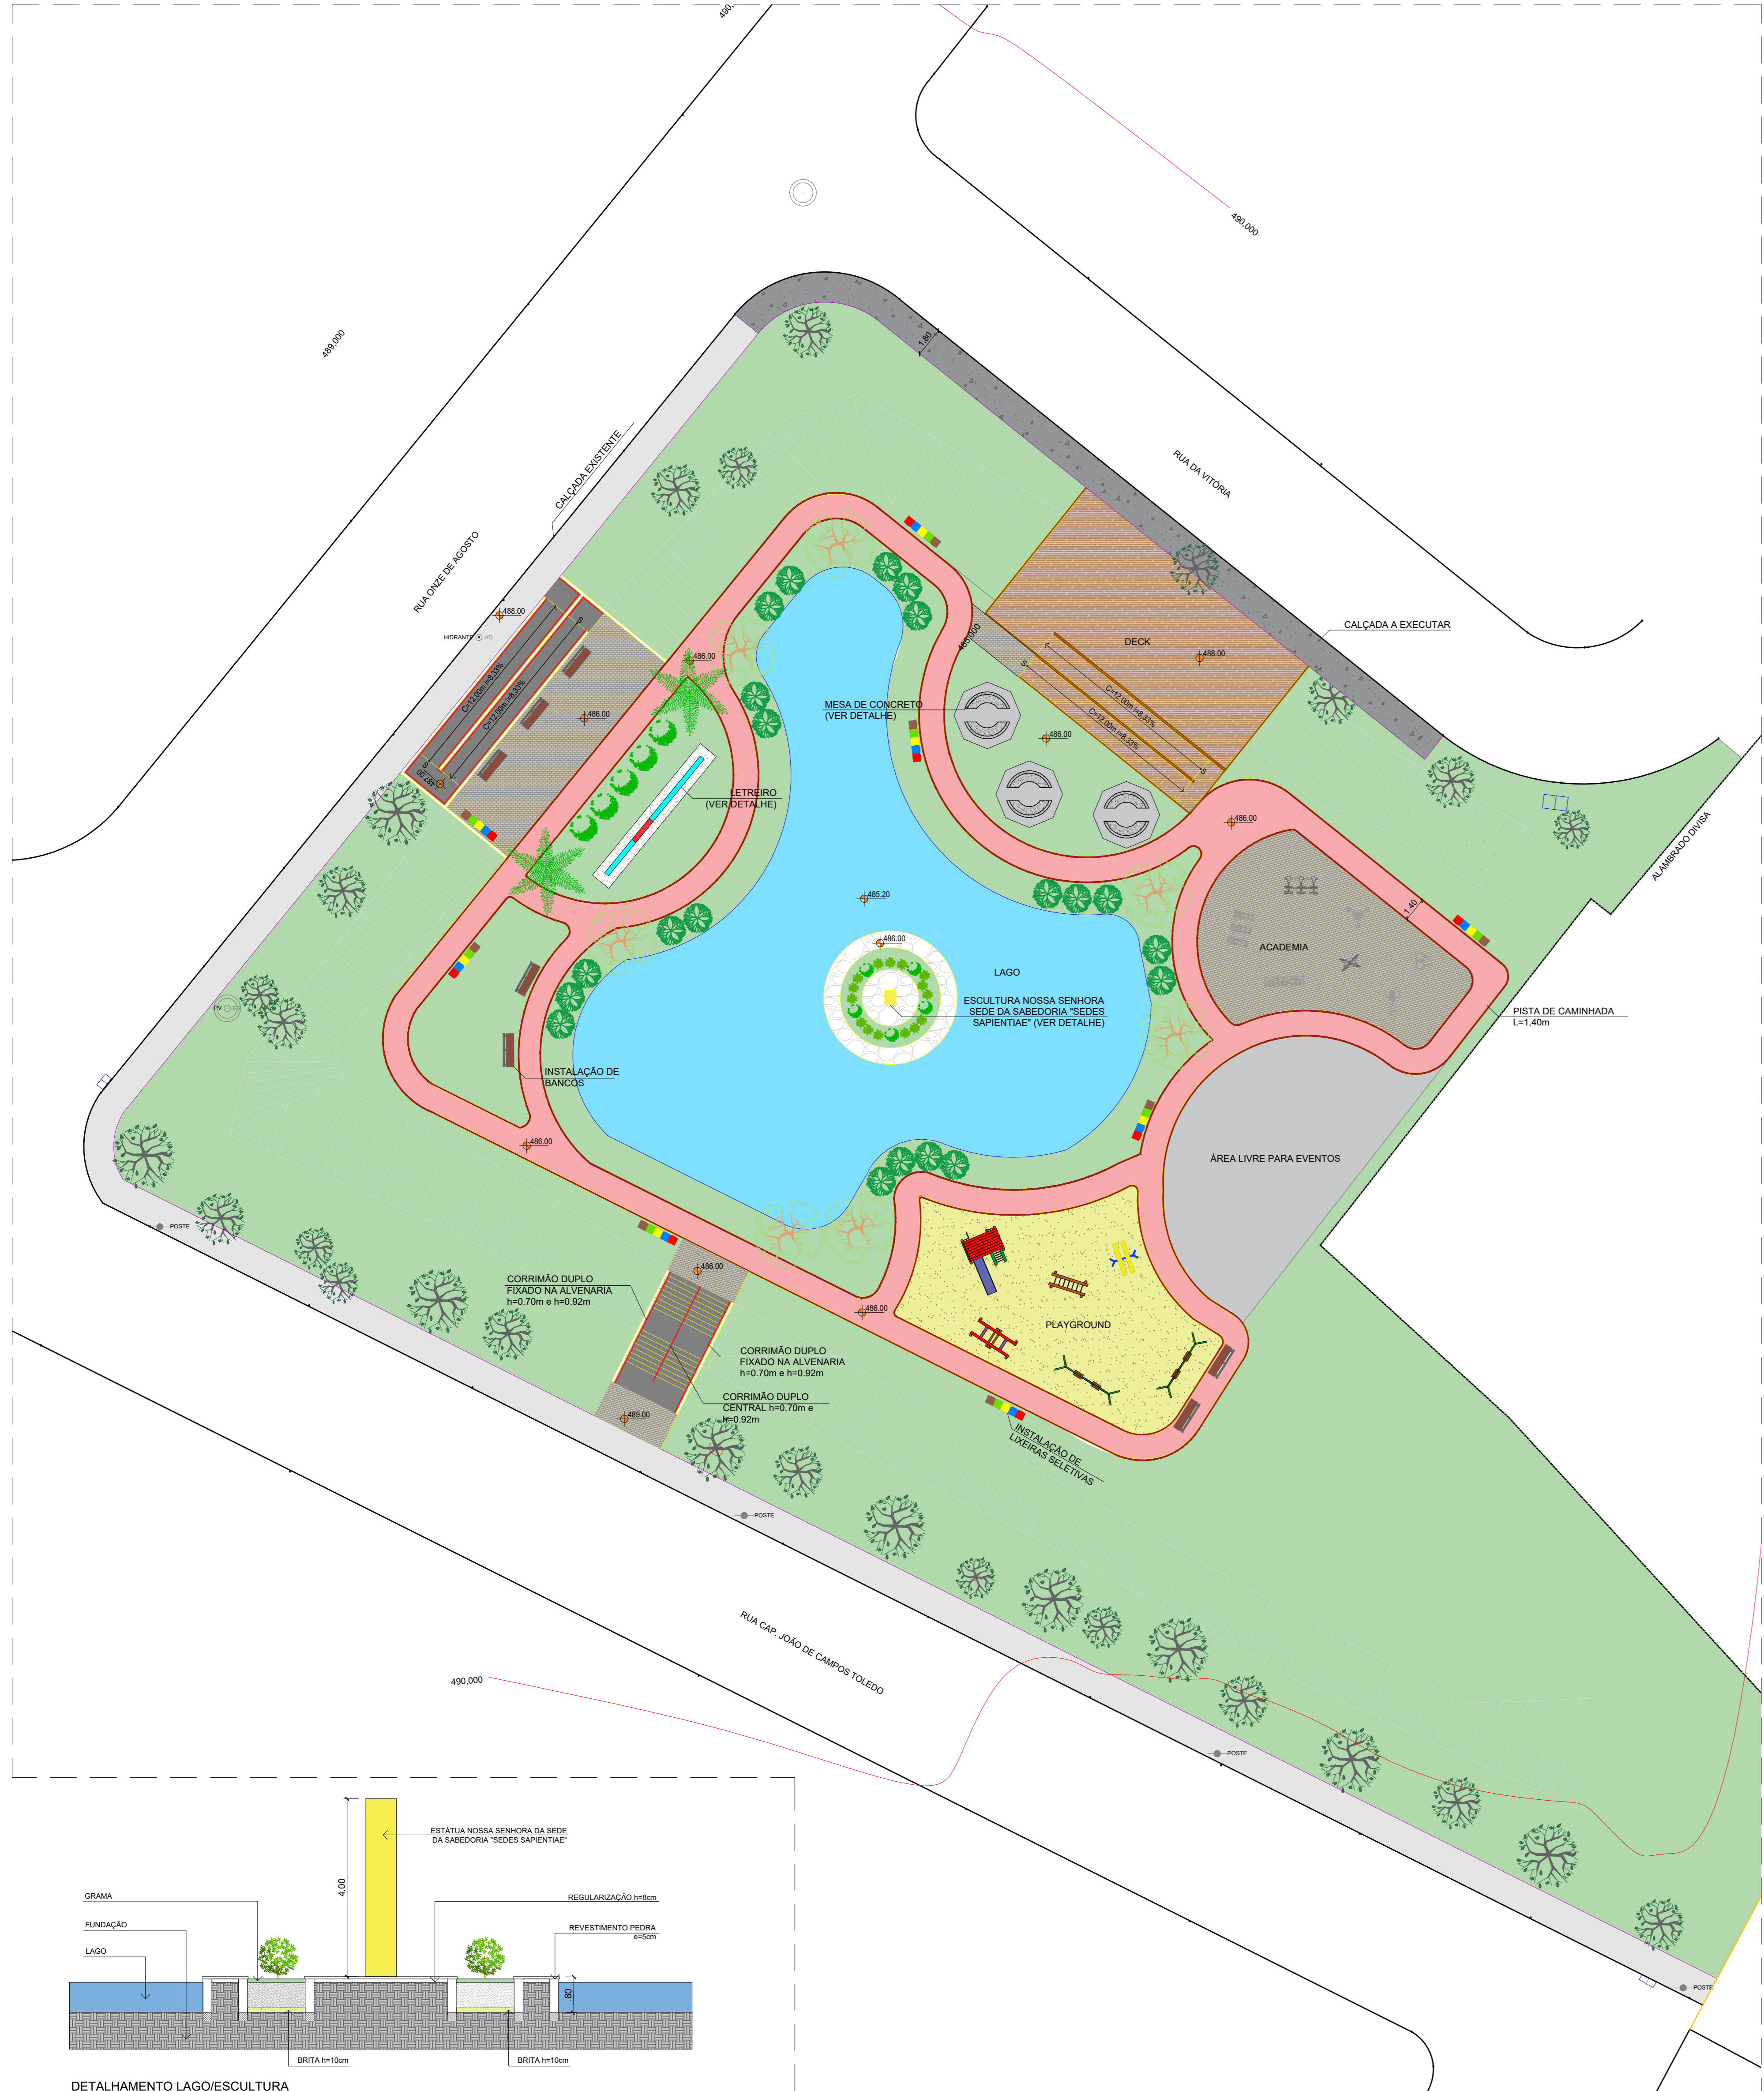 490,
490,000
489,000
1.80
CALÇADA EXISTENTE
RUA DA VITÓRIA
RUA ONZE DE AGOSTO
488.00
HIDRANTE HD
S
C=12,00m i=8,33%
C=12,00m i=8,33%
S
487.00
486.00
486.00
485,000
DECK
488.00
CALÇADA A EXECUTAR
S
C=12,00m i=8,33%
C=12,00m i=8,33%
S
MESA DE CONCRETO
(VER DETALHE)
486.00
LETREIRO
(VER DETALHE)
486.00
ALAMBRADO DIVISA
485.20
1.40
ACADEMIA
486.00
LAGO
ESCULTURA NOSSA SENHORA
SEDE DA SABEDORIA "SEDES
SAPIENTIAE" (VER DETALHE)
PV
PISTA DE CAMINHADA
L=1,40m
INSTALAÇÃO DE
BANCOS
486.00
ÁREA LIVRE PARA EVENTOS
POSTE
486.00
CORRIMÃO DUPLO
FIXADO NA ALVENARIA
h=0.70m e h=0.92m
486.00
PLAYGROUND
CORRIMÃO DUPLO
FIXADO NA ALVENARIA
h=0.70m e h=0.92m
CORRIMÃO DUPLO
CENTRAL h=0.70m e
h=0.92m
489.00
INSTALAÇÃO DE
LIXEIRAS SELETIVAS
POSTE
RUA CAP. JOÃO DE CAMPOS TOLEDO
490,000
POSTE
POSTE
4.00
ESTÁTUA NOSSA SENHORA DA SEDE
DA SABEDORIA "SEDES SAPIENTIAE"
GRAMA
REGULARIZAÇÃO h=8cm
FUNDAÇÃO
REVESTIMENTO PEDRA
e=5cm
LAGO
.80
BRITA h=10cm
BRITA h=10cm
DETALHAMENTO LAGO/ESCULTURA